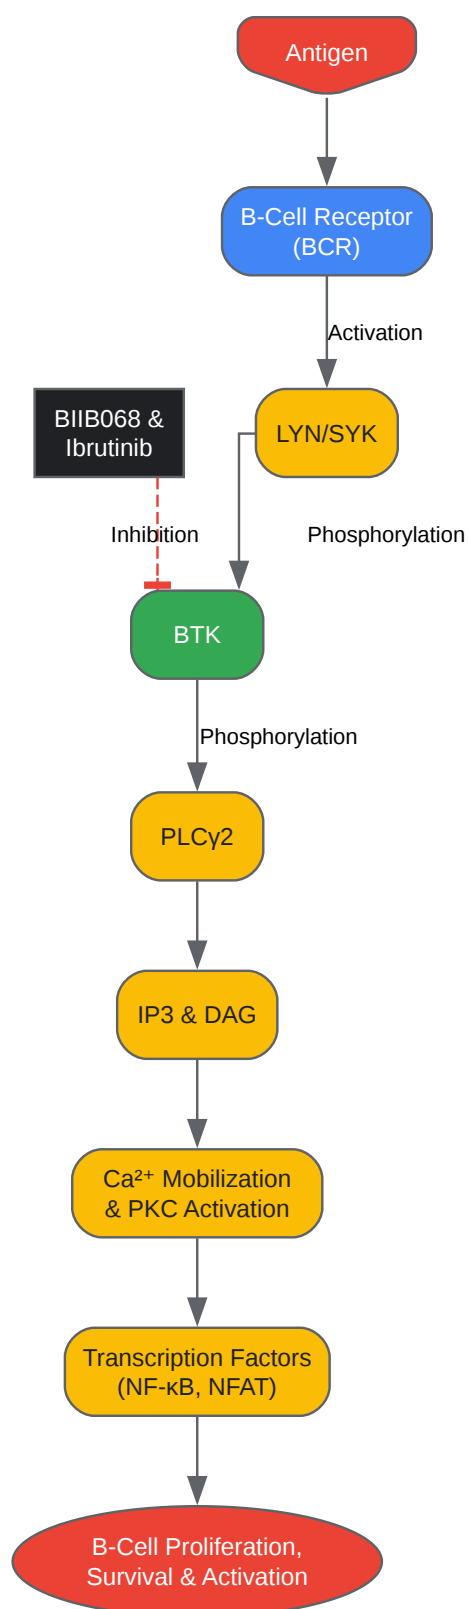 Antigen
B-Cell Receptor
(BCR)
Activation
BIIB068 &
Ibrutinib
LYN/SYK
Inhibition
Phosphorylation
BTK
Phosphorylation
PLCγ2
IP3 & DAG
Ca²⁺ Mobilization
& PKC Activation
Transcription Factors
(NF-κB, NFAT)
B-Cell Proliferation,
Survival & Activation